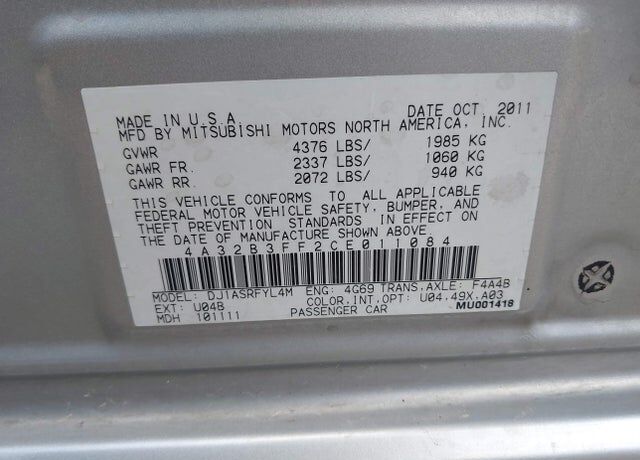 MADE IN U.S.A DATE OCT. 2011
MFD BY MITSUBISHI MOTORS NORTH AMERICA, INC.
GVWR 4376 LBS/ 1985 KG
GAWR FR. 2337 LBS/ 1060 KG
GAWR RR. 2072 LBS/ 940 KG
THIS VEHICLE CONFORMS TO ALL APPLICABLE
FEDERAL MOTOR VEHICLE SAFETY, BUMPER, AND
THEFT PREVENTION STANDARDS IN EFFECT ON
THE DATE OF MANUFACTURE SHOWN ABOVE
4A32B3FF2CE011084
MODEL: DJ1ASRFYL4M ENG: 4G69 TRANS.AXLE: F4A4B
EXT: U04B COLOR.INT.OPT: U04.49X.A03
MDH 101111 PASSENGER CAR MU001418